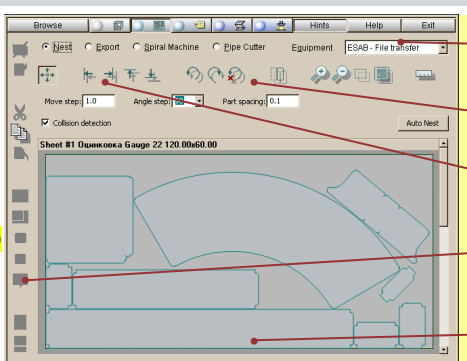 Browse Hints Help Exit
Nest Export Spiral Machine Pipe Cutter Equipment ESAB - File transfer
Move step: 1.0 Angle step: Part spacing: 0.1
Collision detection Auto Nest
Sheet #1 Оцинковка Gauge 22 120.00x60.00